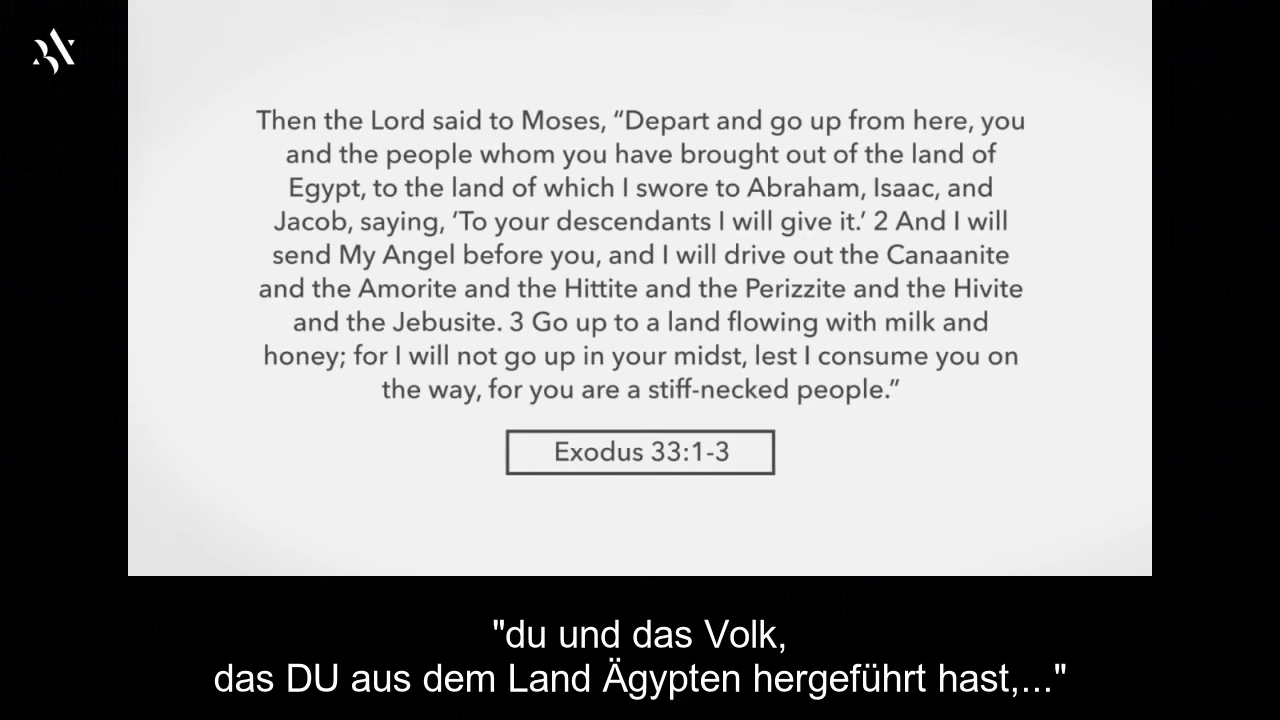 Then the Lord said to Moses, “Depart and go up from here, you
and the people whom you have brought out of the land of
Egypt, to the land of which I swore to Abraham, Isaac, and
Jacob, saying, ‘To your descendants I will give it.’ 2 And I will
send My Angel before you, and I will drive out the Canaanite
and the Amorite and the Hittite and the Perizzite and the Hivite
and the Jebusite. 3 Go up to a land flowing with milk and
honey; for I will not go up in your midst, lest I consume you on
the way, for you are a stiff-necked people.”
Exodus 33:1-3
"du und das Volk,
das DU aus dem Land Ägypten hergeführt hast,..."